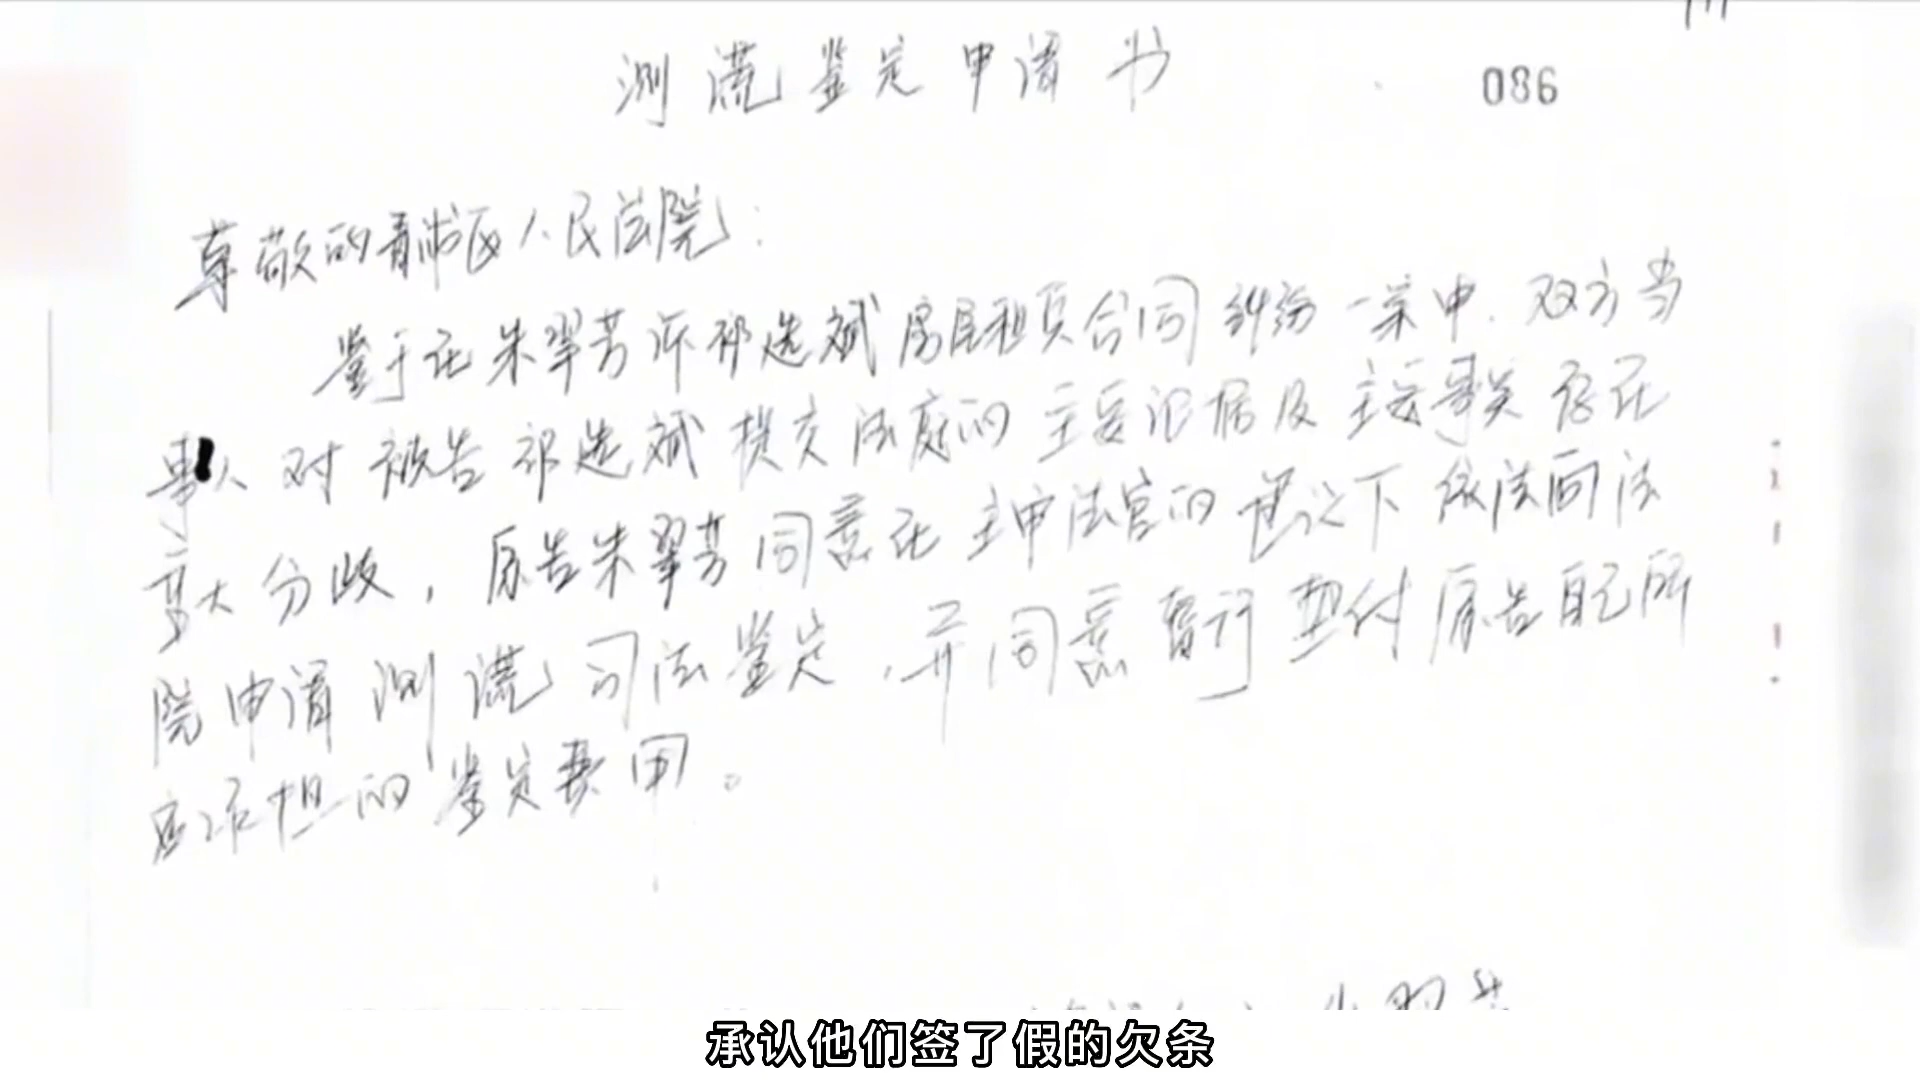 测谎鉴定申请书
086
尊敬的青浦区人民法院：
鉴于在朱翠芳诉祁选斌房屋租赁合同纠纷一案中．双方当
事人对被告祁选斌提交法庭的主要证据及主要事实存在
重大分歧，原告朱翠芳同意在主审法官的建议下依法向法
院申请测谎司法鉴定，并同意暂行垫付原告自己所
应承担的鉴定费用。
承认他们签了假的欠条